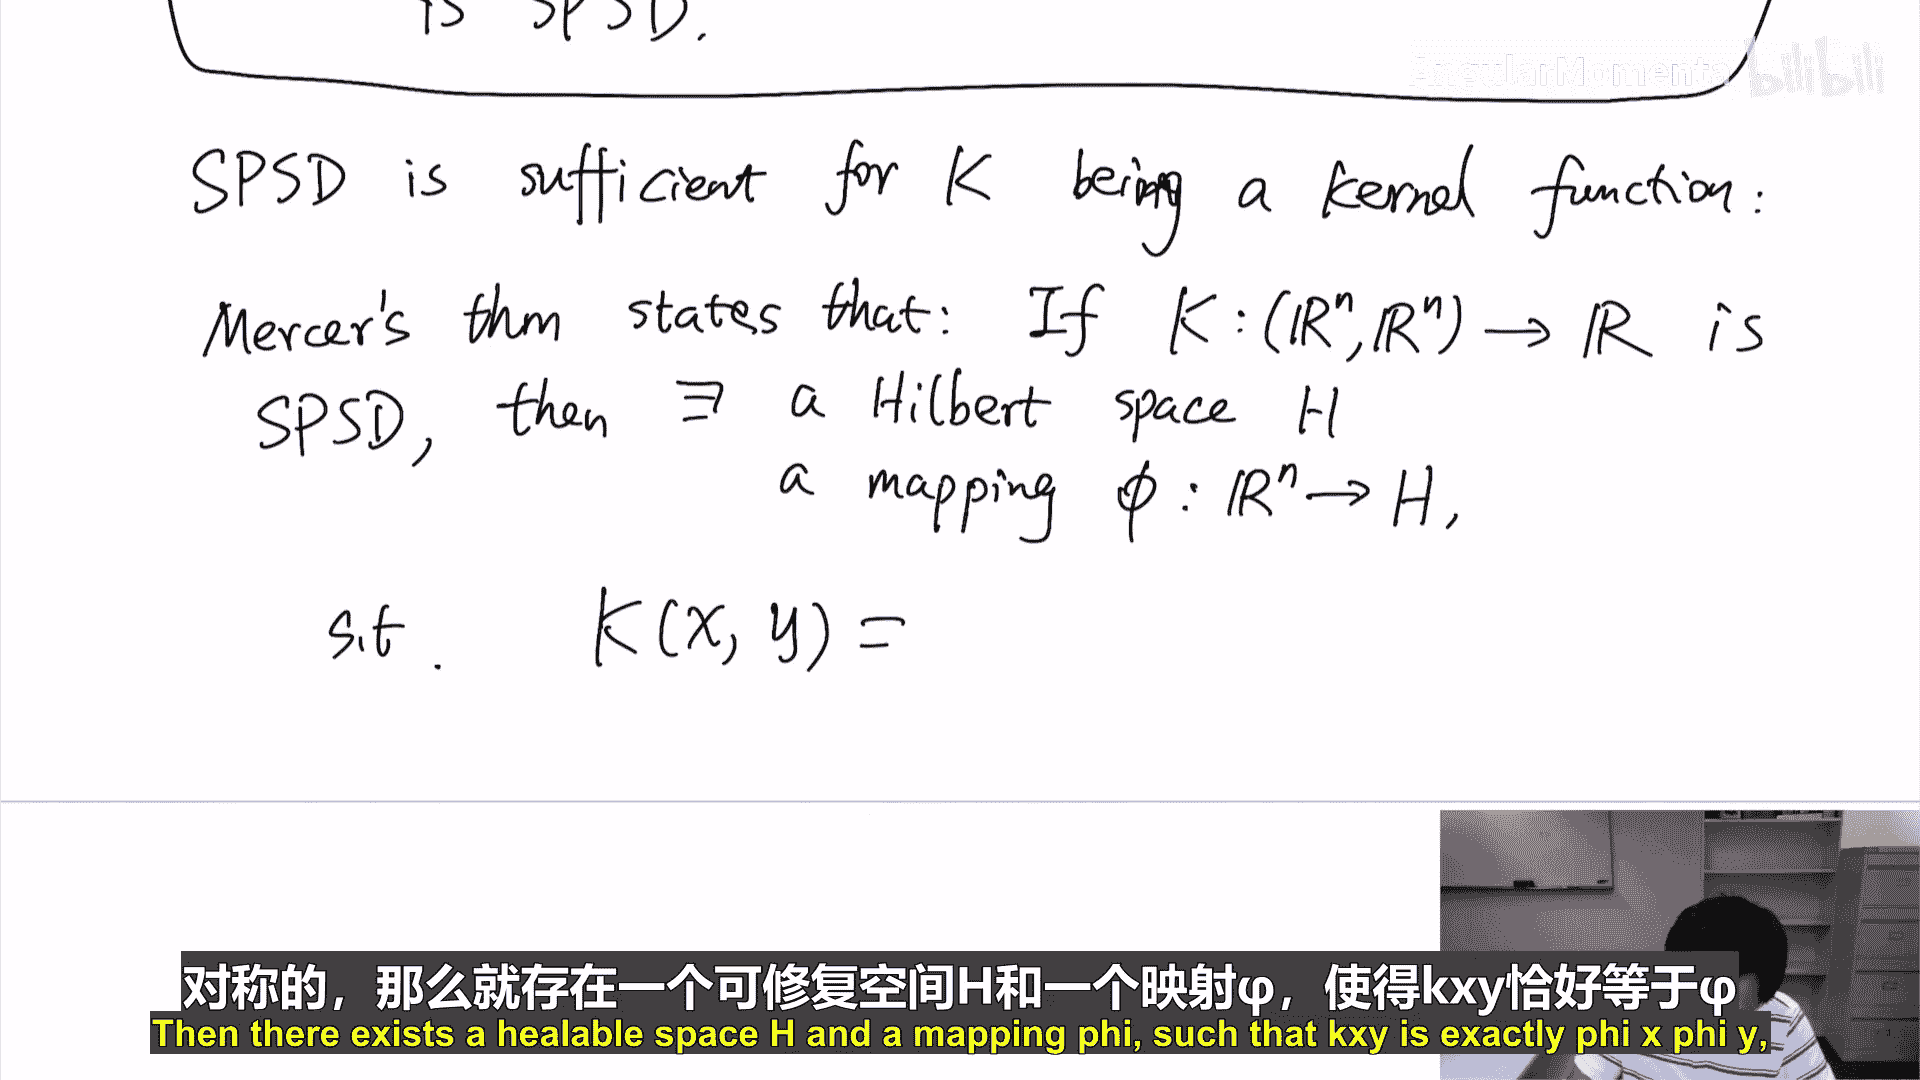 is SPSD.
AngularMomenta bilibili
SPSD is sufficient for K being a kernel function:
Mercer's thm states that: If K:(ℝⁿ,ℝⁿ) → ℝ is
SPSD, then ∃ a Hilbert space H
a mapping ϕ: ℝⁿ → H,
s.t. K(x, y) =
对称的，那么就存在一个可修复空间H和一个映射φ，使得kxy恰好等于φ
Then there exists a healable space H and a mapping phi, such that kxy is exactly phi x phi y,